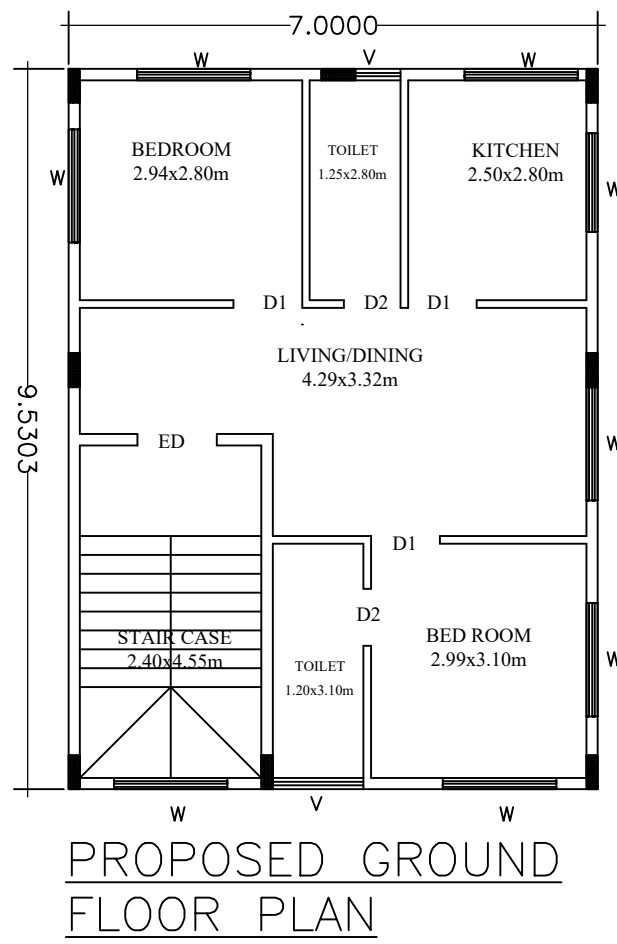 7.0000
W
V
W
BEDROOM
2.94x2.80m
TOILET
1.25x2.80m
KITCHEN
2.50x2.80m
W
W
D1
D2
D1
LIVING/DINING
4.29x3.32m
9.5303
ED
W
D1
D2
STAIR CASE
2.40x4.55m
BED ROOM
2.99x3.10m
TOILET
1.20x3.10m
W
W
V
W
PROPOSED GROUND
FLOOR PLAN